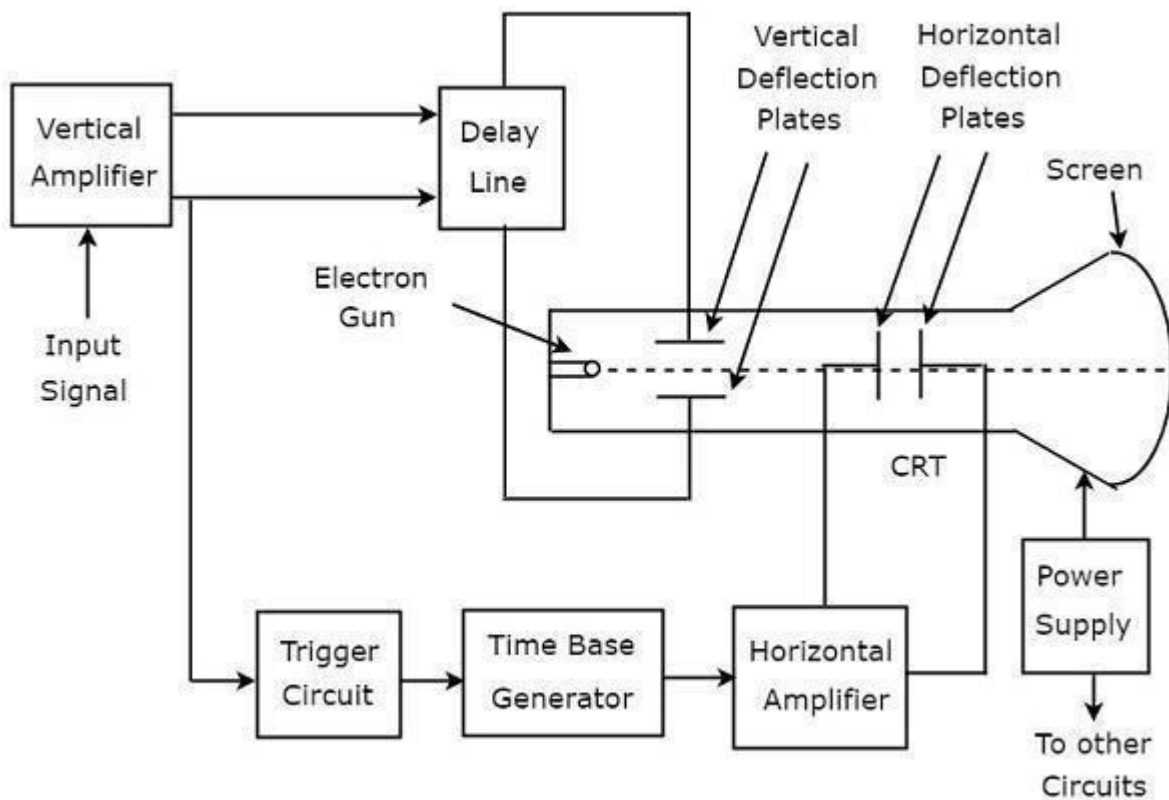 Vertical
Amplifier
Input
Signal
Delay
Line
Electron
Gun
Vertical
Deflection
Plates
Horizontal
Deflection
Plates
Screen
CRT
Trigger
Circuit
Time Base
Generator
Horizontal
Amplifier
Power
Supply
To other
Circuits